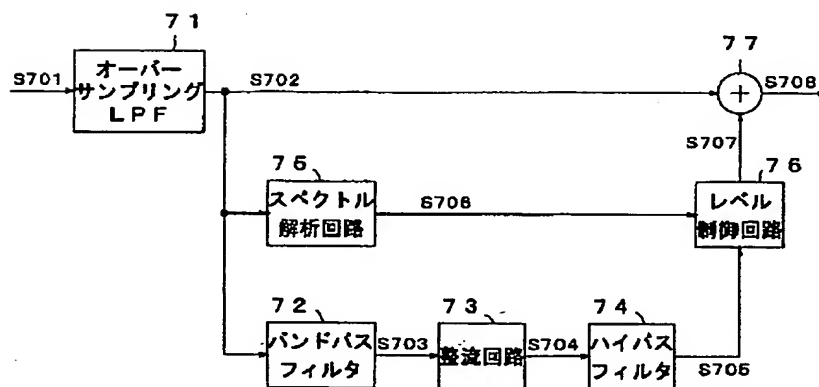 71
77
S701
オーバー
サンプリング
LPF
S702
S708
S707
75
76
スペクトル
解析回路
S706
レベル
制御回路
72
73
74
バンドパス
フィルタ
S703
整流回路
S704
ハイパス
フィルタ
S705